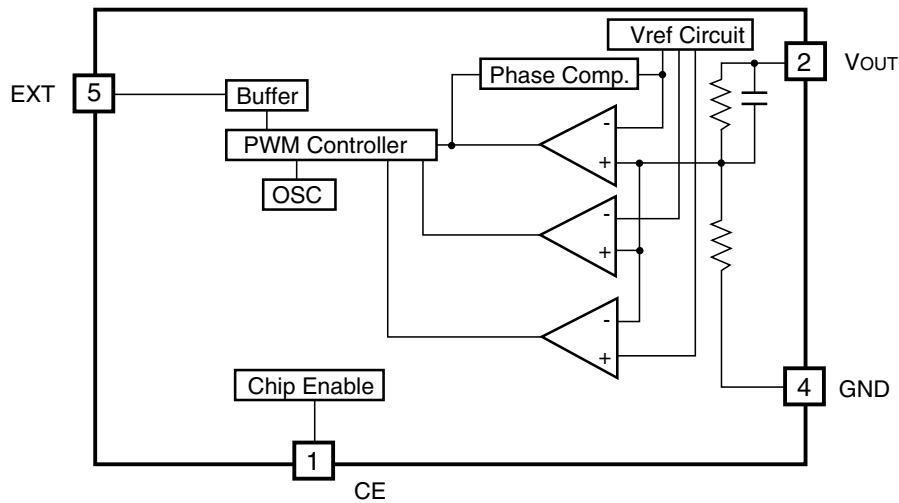 Vref Circuit
2
VOUT
Phase Comp.
EXT
5
Buffer
-
+
PWM Controller
OSC
-
+
-
+
Chip Enable
4
GND
1
CE